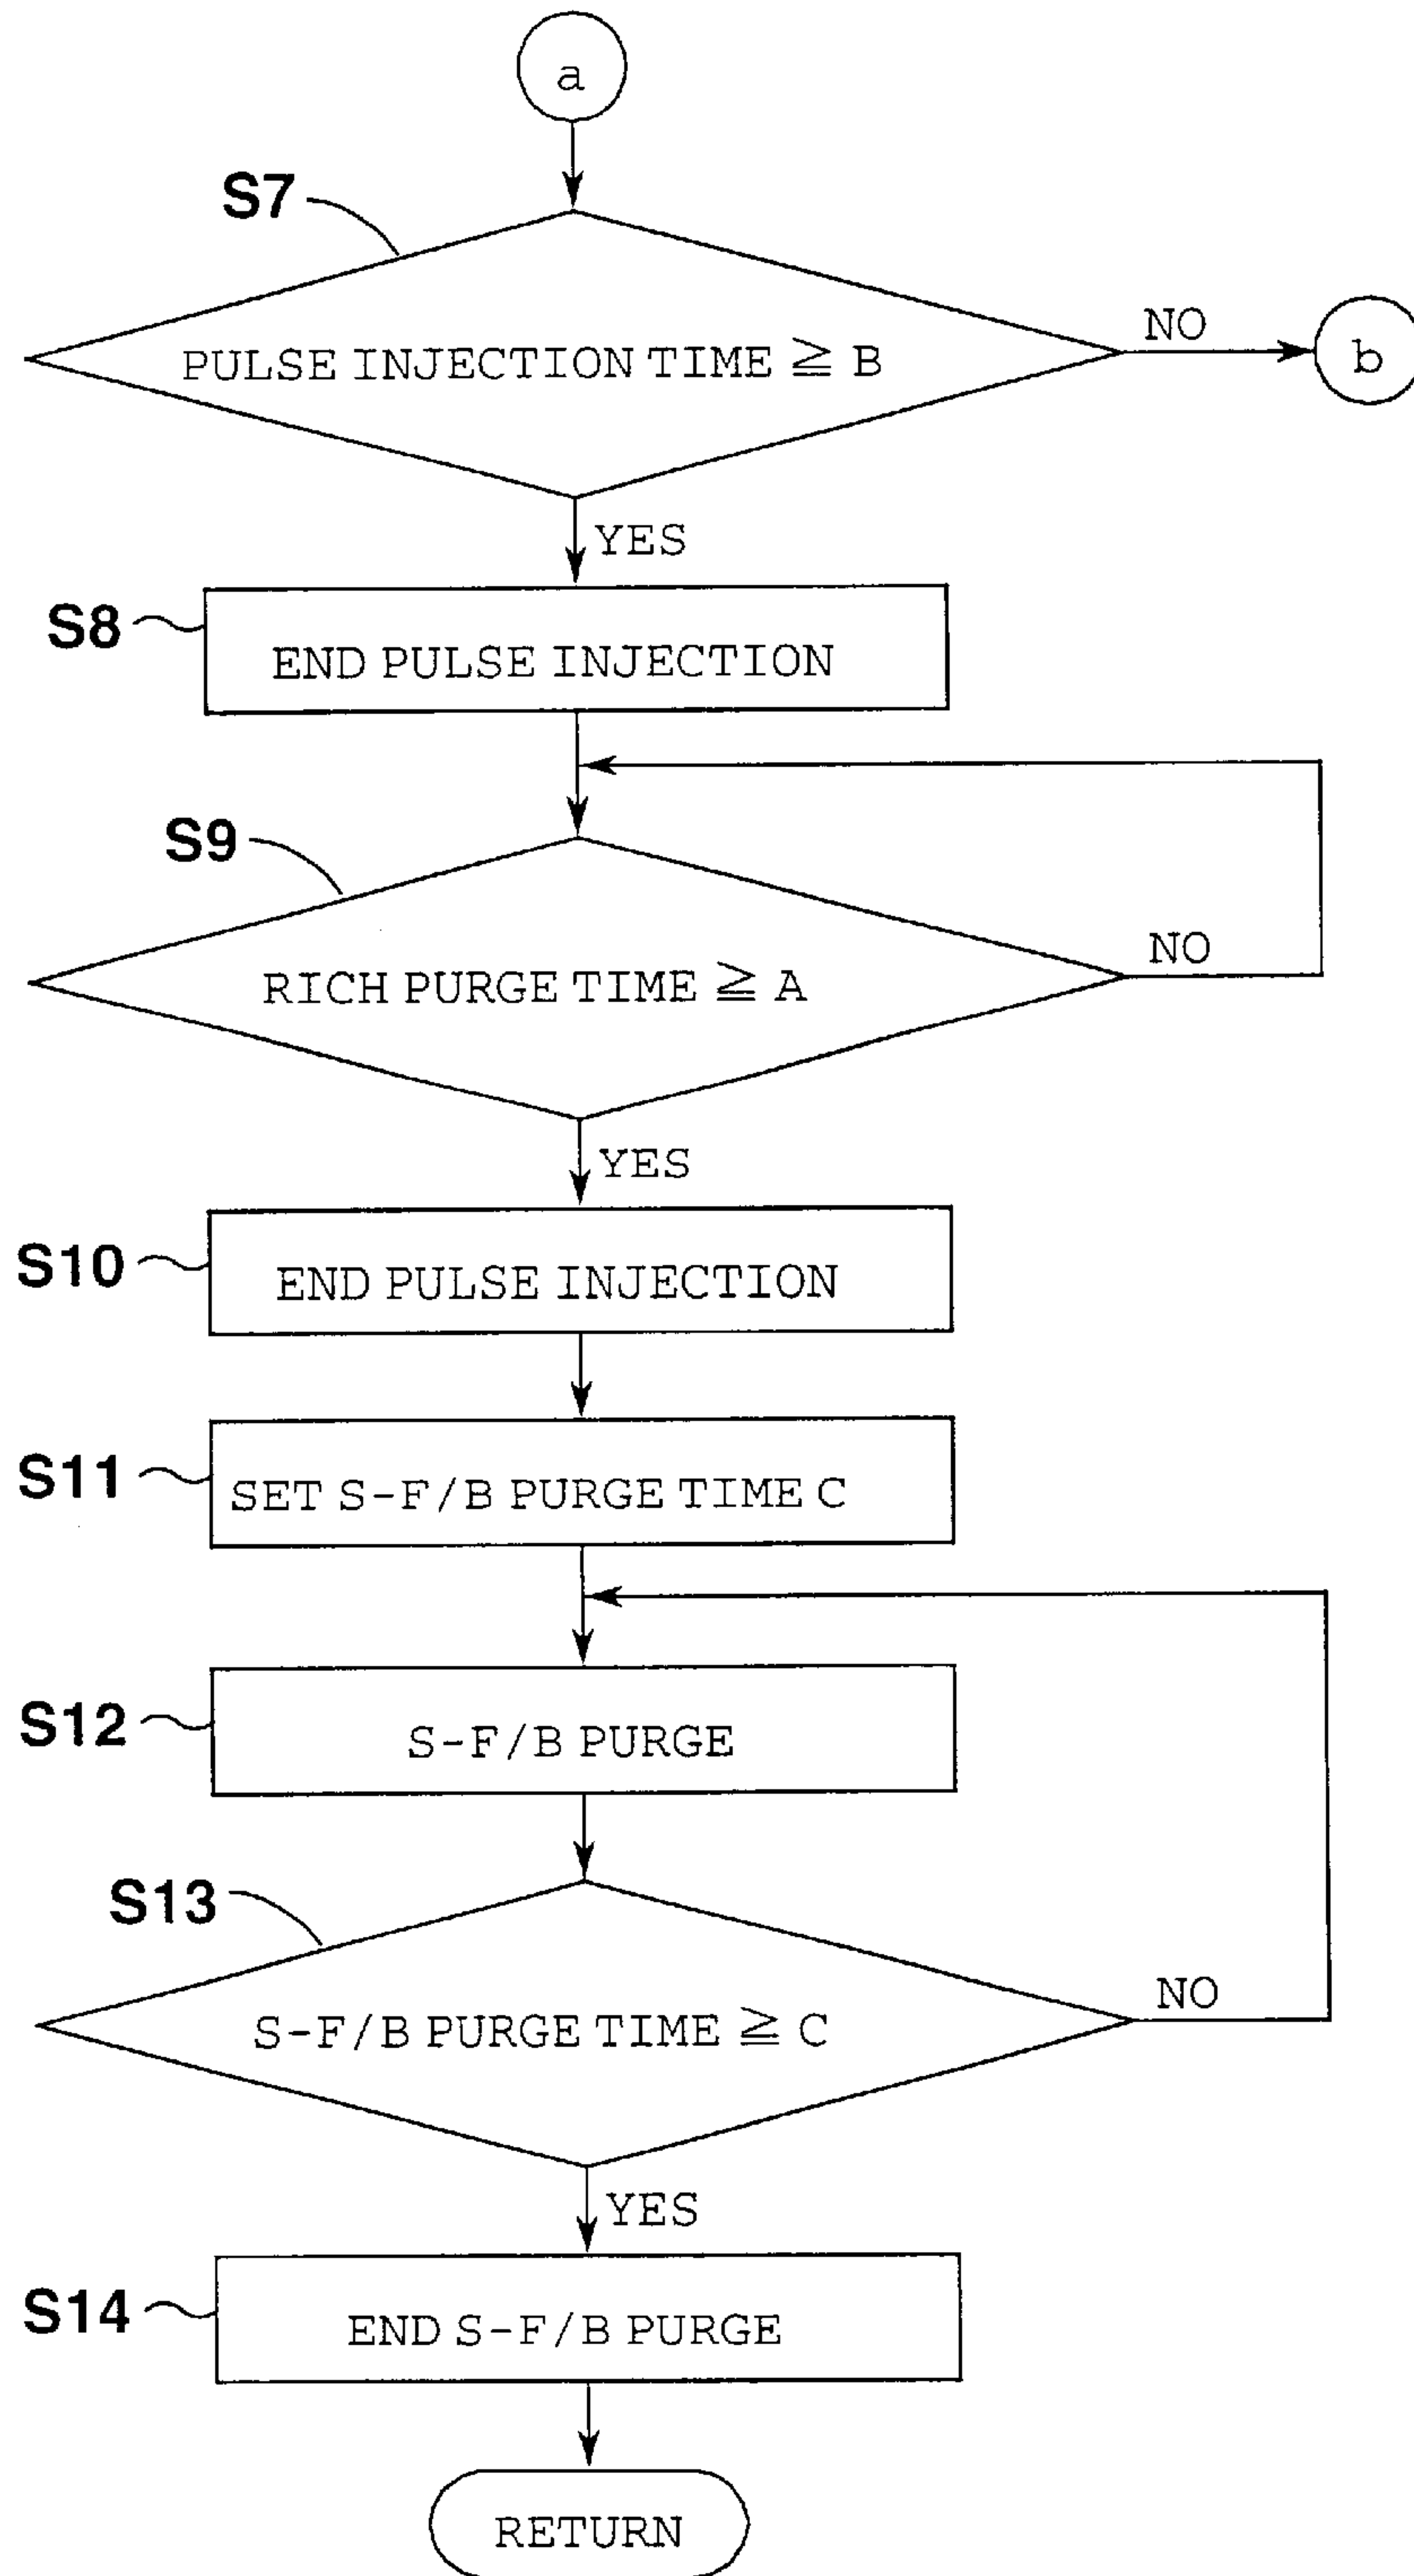 a
S7
PULSE INJECTION TIME ≧ B
NO
b
YES
S8
END PULSE INJECTION
S9
RICH PURGE TIME ≧ A
NO
YES
S10
END PULSE INJECTION
S11
SET S-F/B PURGE TIME C
S12
S-F/B PURGE
S13
S-F/B PURGE TIME ≧ C
NO
YES
S14
END S-F/B PURGE
RETURN